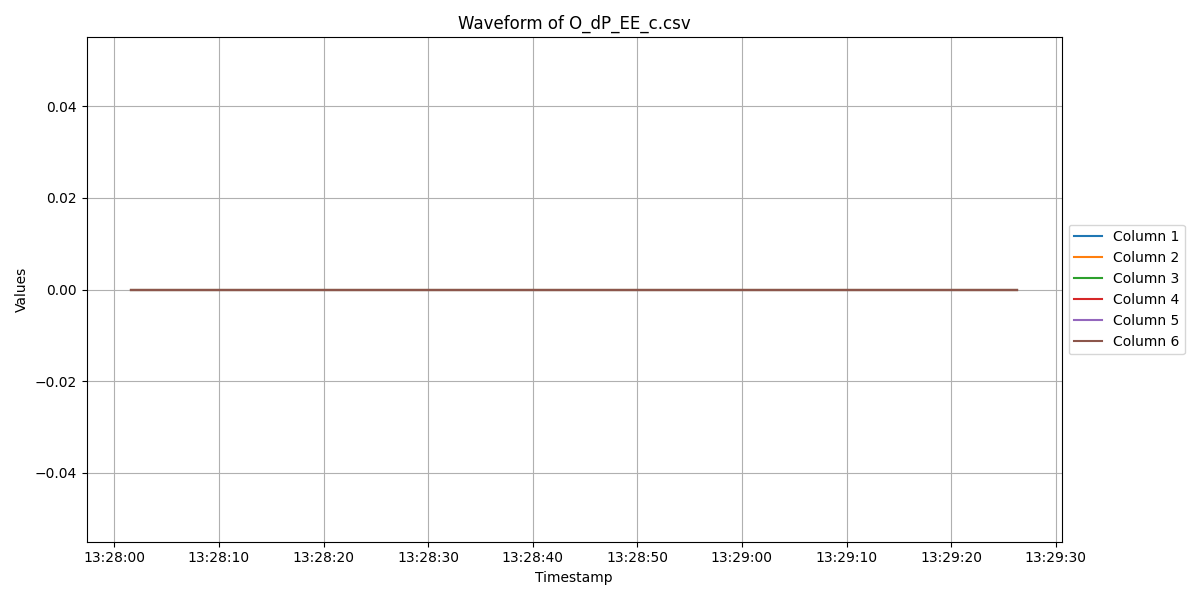 Waveform of O_dP_EE_c.csv
Values
0.04
0.02
0.00
−0.02
−0.04
13:28:00 13:28:10 13:28:20 13:28:30 13:28:40 13:28:50 13:29:00 13:29:10 13:29:20 13:29:30
Timestamp
Column 1
Column 2
Column 3
Column 4
Column 5
Column 6